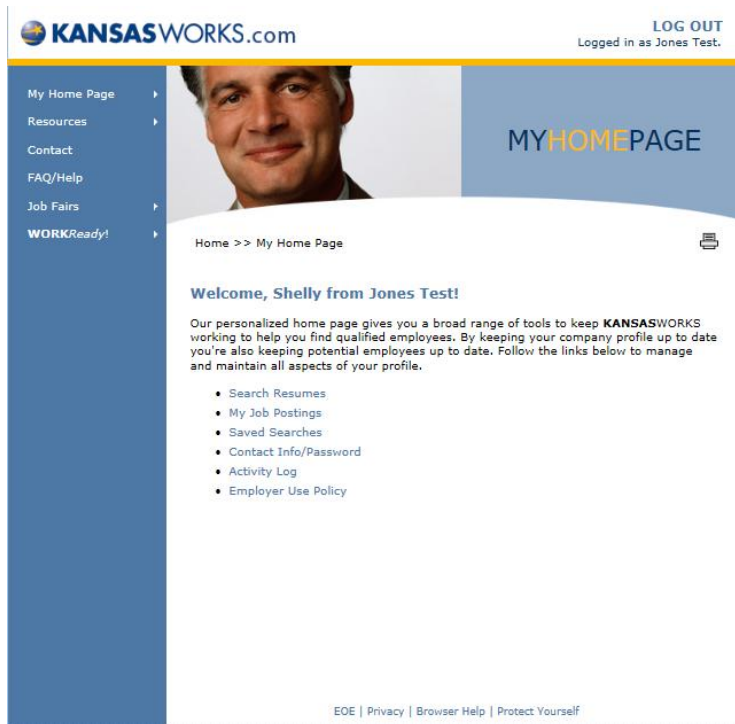 KANSASWORKS.com
LOG OUT
Logged in as Jones Test.
My Home Page
Resources
Contact
FAQ/Help
Job Fairs
WORKReady!
MYHOMEPAGE
Home >> My Home Page
Welcome, Shelly from Jones Test!
Our personalized home page gives you a broad range of tools to keep KANSASWORKS
working to help you find qualified employees. By keeping your company profile up to date
you're also keeping potential employees up to date. Follow the links below to manage
and maintain all aspects of your profile.
• Search Resumes
• My Job Postings
• Saved Searches
• Contact Info/Password
• Activity Log
• Employer Use Policy
EOE | Privacy | Browser Help | Protect Yourself